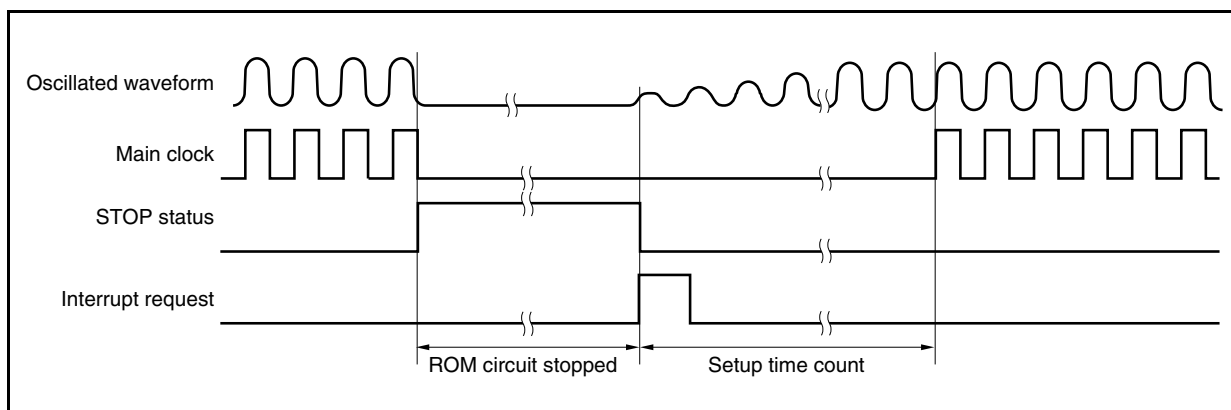 Oscillated waveform
Main clock
STOP status
Interrupt request
ROM circuit stopped
Setup time count